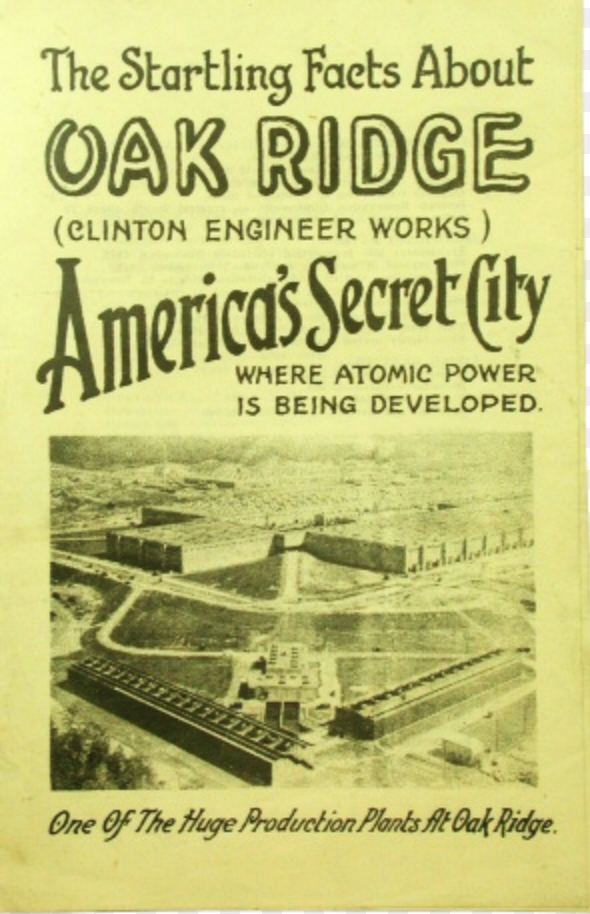 The Startling Facts About
OAK RIDGE
(CLINTON ENGINEER WORKS)
America's Secret City
WHERE ATOMIC POWER
IS BEING DEVELOPED.
One Of The Huge Production Plants At Oak Ridge.